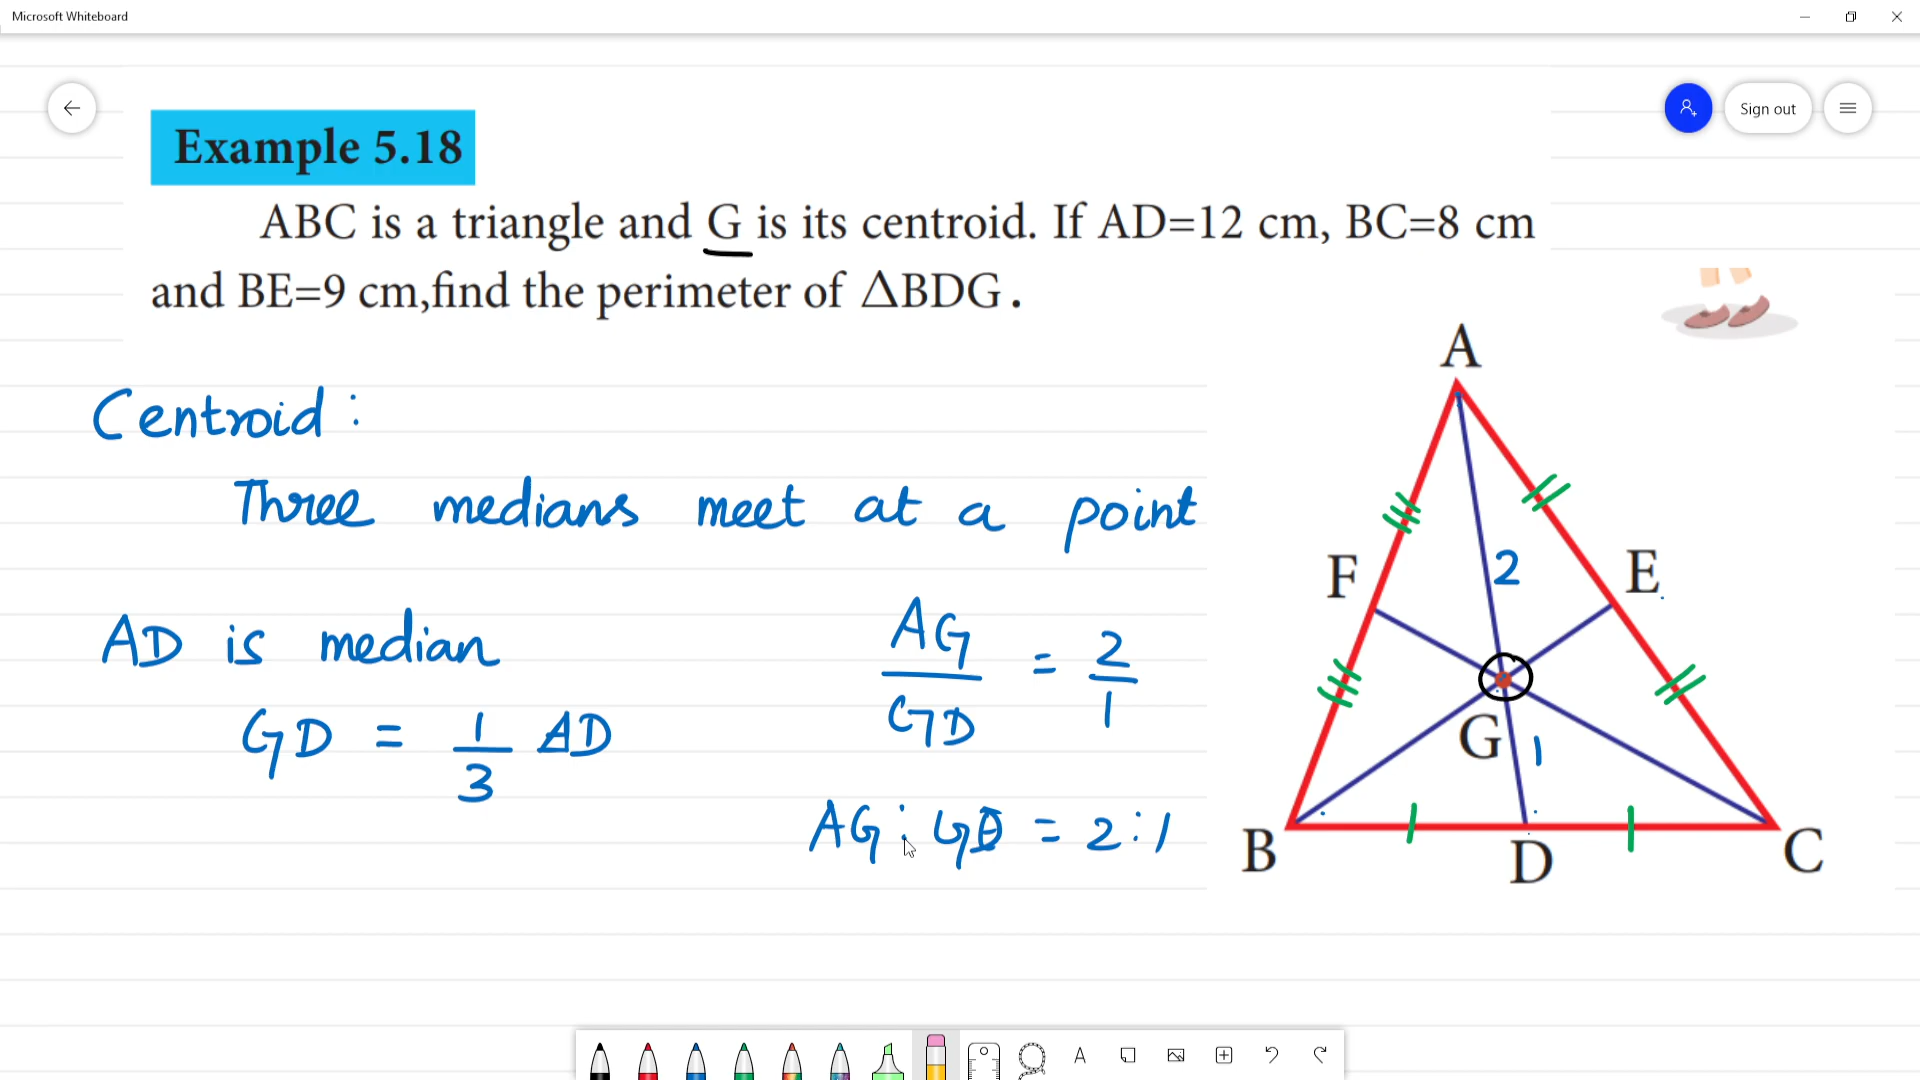 Microsoft Whiteboard
Sign out
Example 5.18
ABC is a triangle and G is its centroid. If AD=12 cm, BC=8 cm
and BE=9 cm,find the perimeter of △BDG .
Centroid :
Three medians meet at a point
AD is median
GD = 1/3 AD
AG/GD = 2/1
AG : GD = 2 : 1
A
F
2
E
G
1
B
D
C
A